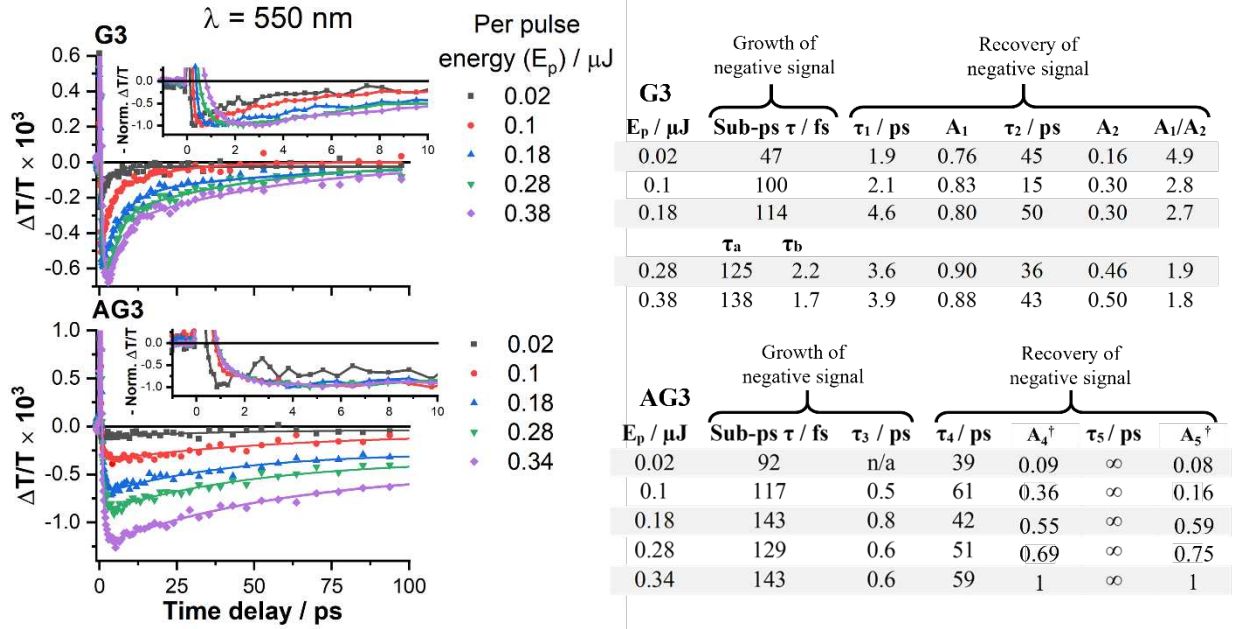 λ = 550 nm
G3
Per pulse
energy (Ep) / μJ
0.02
0.1
0.18
0.28
0.38
ΔT/T × 10³
0.6
0.4
0.2
0.0
-0.2
-0.4
-0.6
0 25 50 75 100
- Norm. ΔT/T
0.0
-0.5
-1.0
0 2 4 6 8 10
AG3
0.02
0.1
0.18
0.28
0.34
ΔT/T × 10³
1.0
0.5
0.0
-0.5
-1.0
0 25 50 75 100
Time delay / ps
- Norm. ΔT/T
0.0
-0.5
-1.0
0 2 4 6 8 10
Growth of
negative signal
Recovery of
negative signal
G3
Ep / μJ Sub-ps τ / fs τ₁ / ps A₁ τ₂ / ps A₂ A₁/A₂
0.02 47 1.9 0.76 45 0.16 4.9
0.1 100 2.1 0.83 15 0.30 2.8
0.18 114 4.6 0.80 50 0.30 2.7
τa τb
0.28 125 2.2 3.6 0.90 36 0.46 1.9
0.38 138 1.7 3.9 0.88 43 0.50 1.8
Growth of
negative signal
Recovery of
negative signal
AG3
Ep / μJ Sub-ps τ / fs τ₃ / ps τ₄ / ps A₄† τ₅ / ps A₅†
0.02 92 n/a 39 0.09 ∞ 0.08
0.1 117 0.5 61 0.36 ∞ 0.16
0.18 143 0.8 42 0.55 ∞ 0.59
0.28 129 0.6 51 0.69 ∞ 0.75
0.34 143 0.6 59 1 ∞ 1